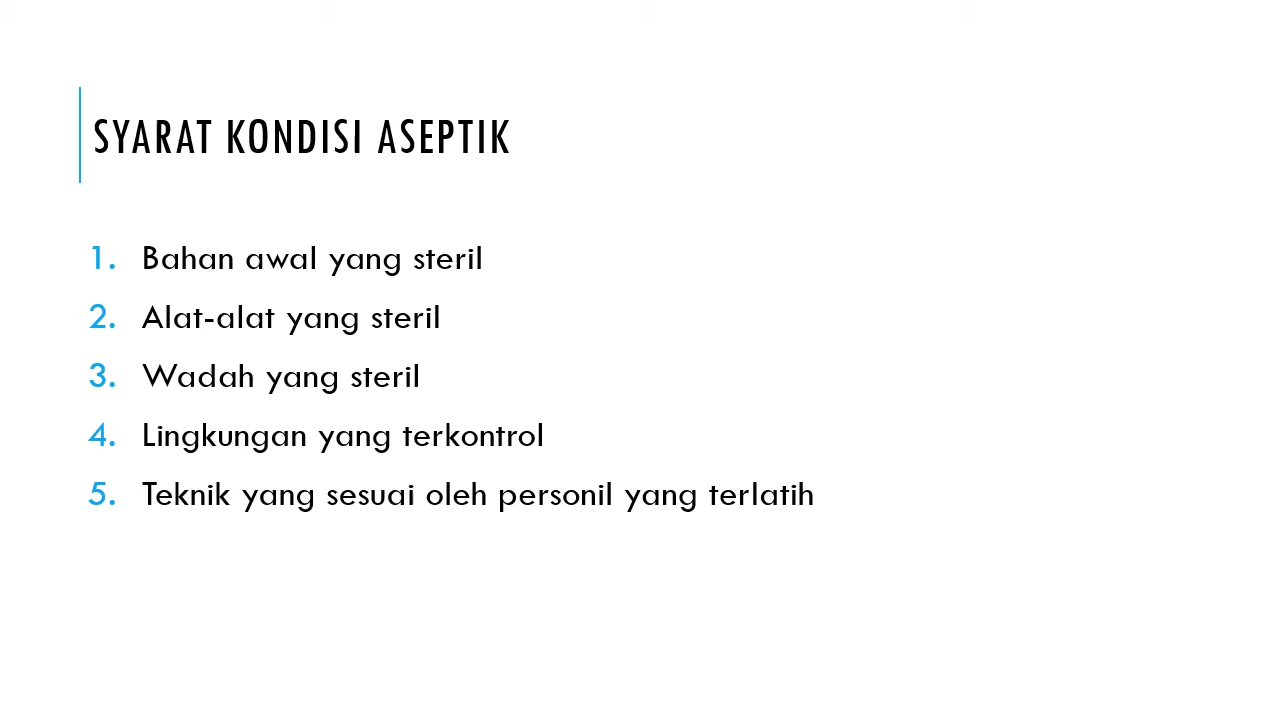 SYARAT KONDISI ASEPTIK
1. Bahan awal yang steril
2. Alat-alat yang steril
3. Wadah yang steril
4. Lingkungan yang terkontrol
5. Teknik yang sesuai oleh personil yang terlatih